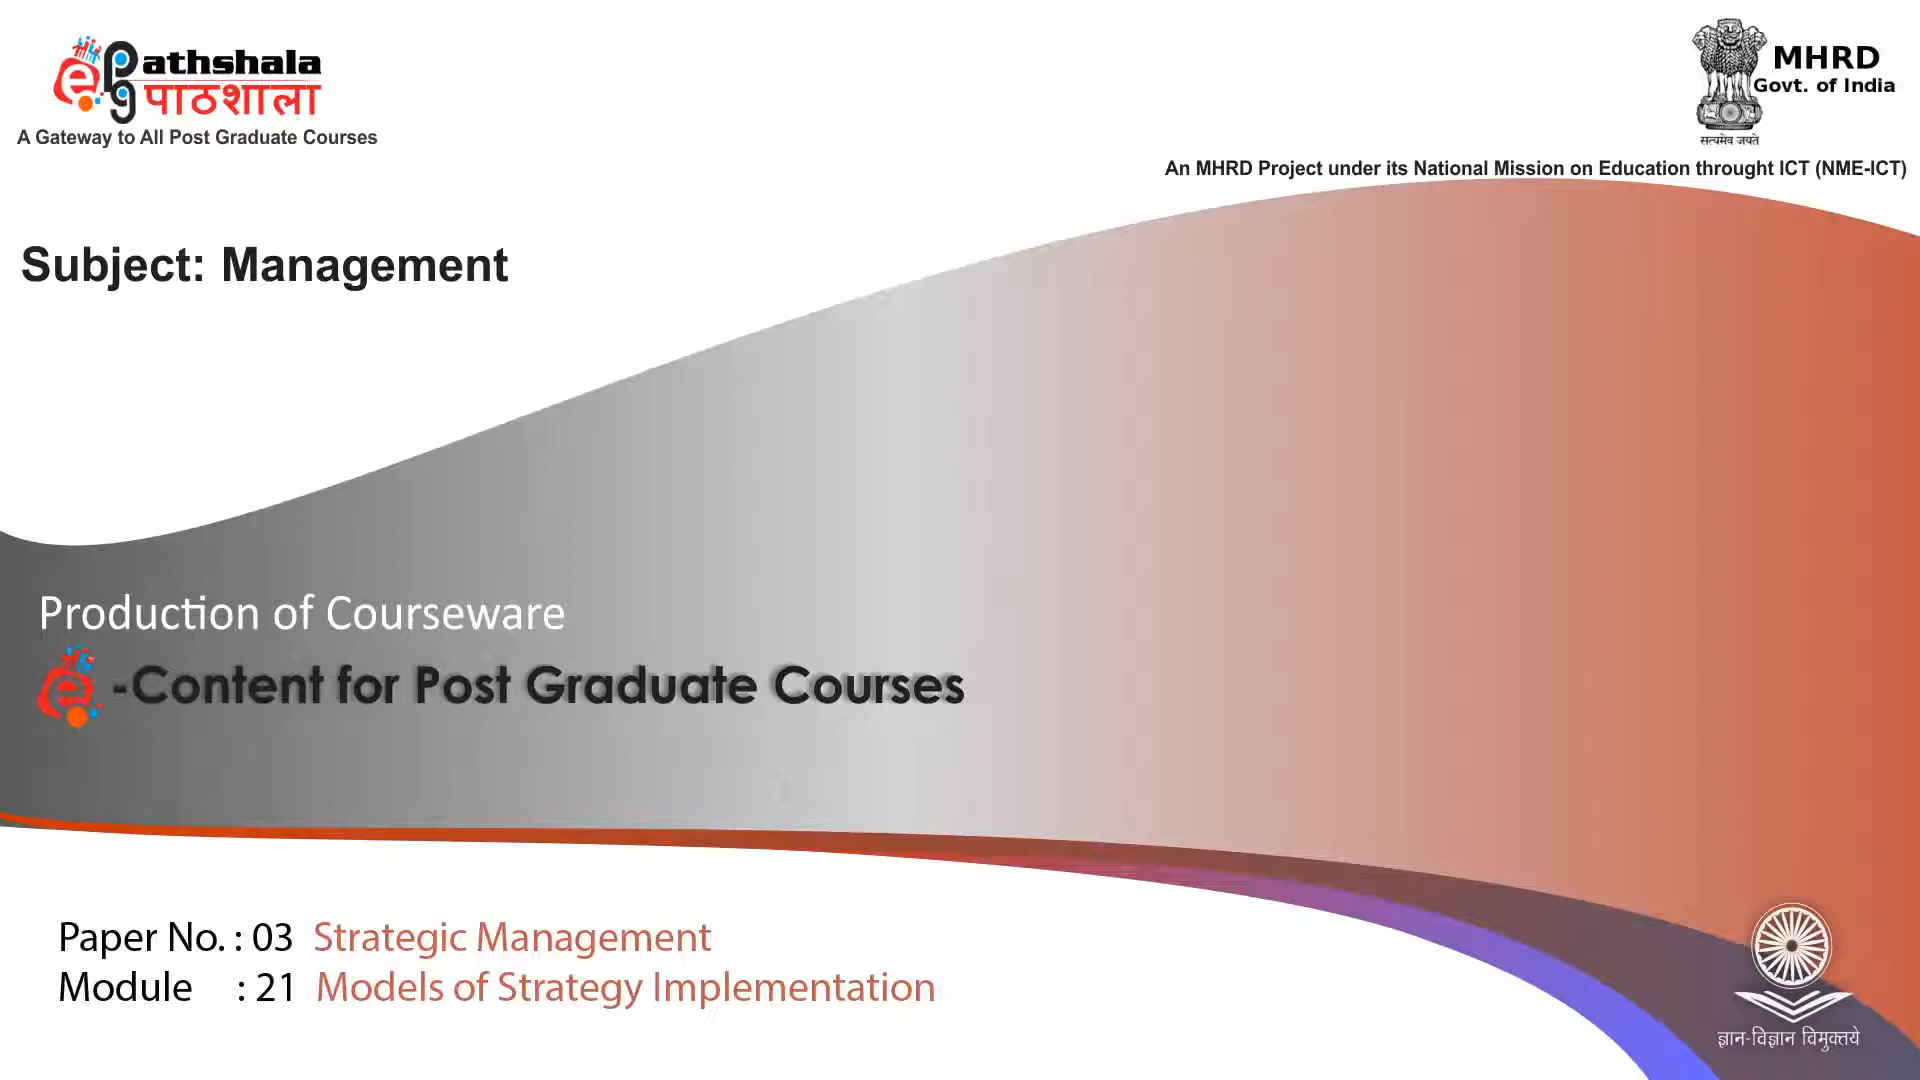 ePathshala
पाठशाला
A Gateway to All Post Graduate Courses
MHRD
Govt. of India
सत्यमेव जयते
An MHRD Project under its National Mission on Education throught ICT (NME-ICT)
Subject: Management
Production of Courseware
e-Content for Post Graduate Courses
Paper No. : 03 Strategic Management
Module : 21 Models of Strategy Implementation
ज्ञान-विज्ञान विमुक्तये